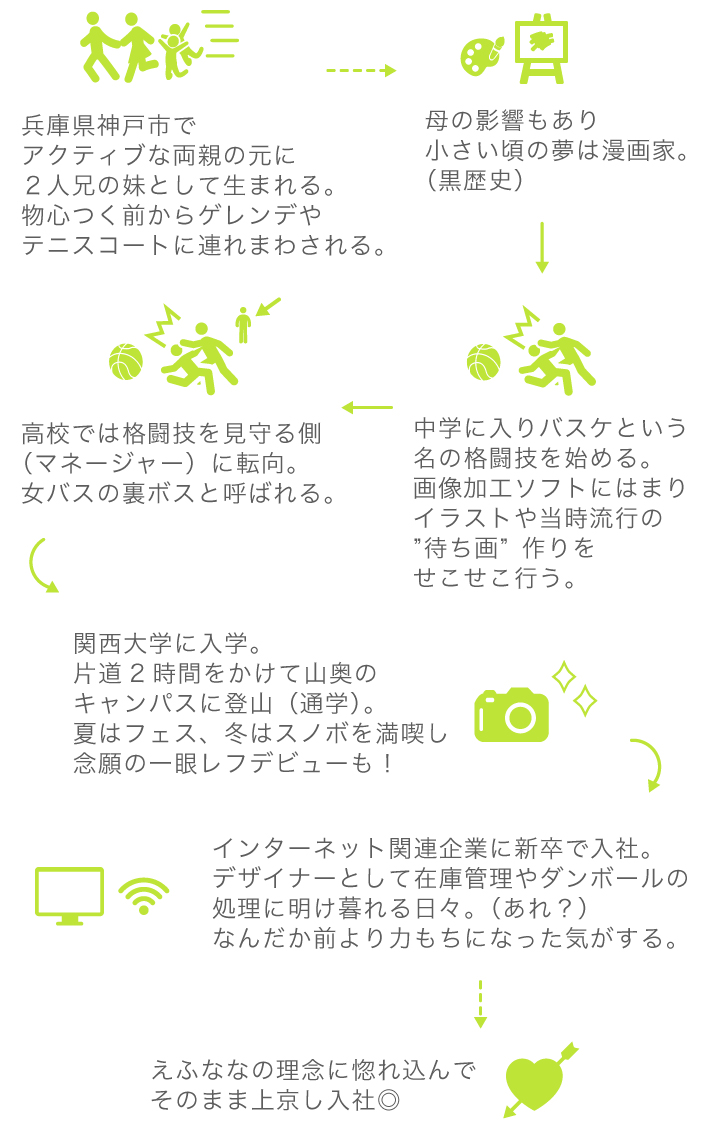 兵庫県神戸市で
アクティブな両親の元に
２人兄の妹として生まれる。
物心つく前からゲレンデや
テニスコートに連れまわされる。
母の影響もあり
小さい頃の夢は漫画家。
（黒歴史）
中学に入りバスケという
名の格闘技を始める。
画像加工ソフトにはまり
イラストや当時流行の
”待ち画”作りを
せこせこ行う。
高校では格闘技を見守る側
（マネージャー）に転向。
女バスの裏ボスと呼ばれる。
関西大学に入学。
片道２時間をかけて山奥の
キャンパスに登山（通学）。
夏はフェス、冬はスノボを満喫し
念願の一眼レフデビューも！
インターネット関連企業に新卒で入社。
デザイナーとして在庫管理やダンボールの
処理に明け暮れる日々。（あれ？）
なんだか前より力もちになった気がする。
えふななの理念に惚れ込んで
そのまま上京し入社◎